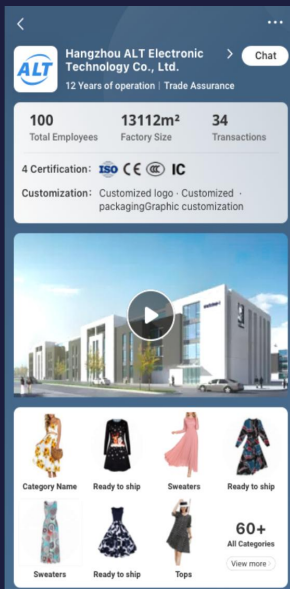 Hangzhou ALT Electronic
Technology Co., Ltd.
Chat
ALT
12 Years of operation | Trade Assurance
100
13112m²
34
Total Employees
Factory Size
Transactions
4 Certification: ISO CE CCC IC
Customization: Customized logo · Customized ·
packagingGraphic customization
Category Name
Ready to ship
Sweaters
Ready to ship
60+
All Categories
Sweaters
Ready to ship
Tops
View more